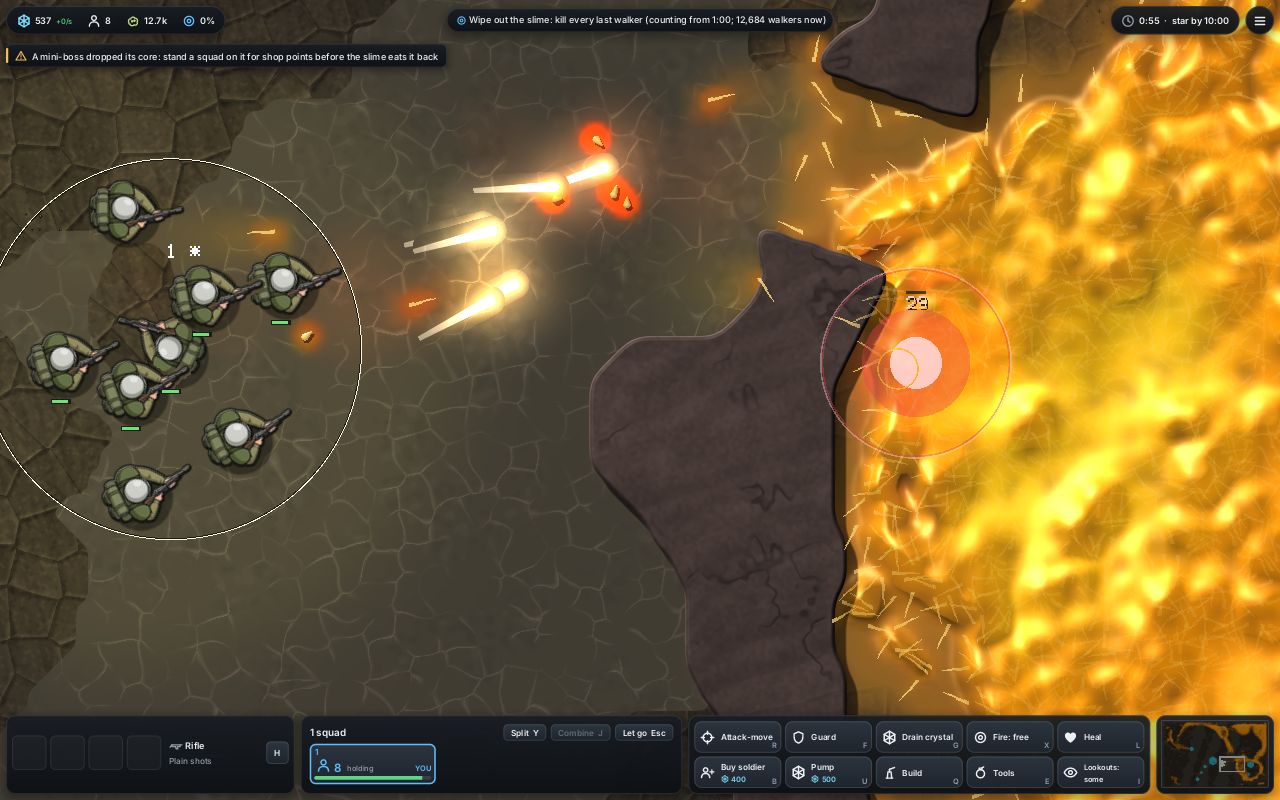 537 +0/s 8 12.7k 0%
Wipe out the slime: kill every last walker (counting from 1:00; 12,684 walkers now)
0:55 · star by 10:00
A mini-boss dropped its core: stand a squad on it for shop points before the slime eats it back
1
29
Rifle
Plain shots
H
1 squad
Split Y
Combine J
Let go Esc
1
8 holding YOU
Attack-move R
Guard F
Drain crystal G
Fire: free X
Heal L
Buy soldier 400 B
Pump 500 U
Build Q
Tools E
Lookouts: some I